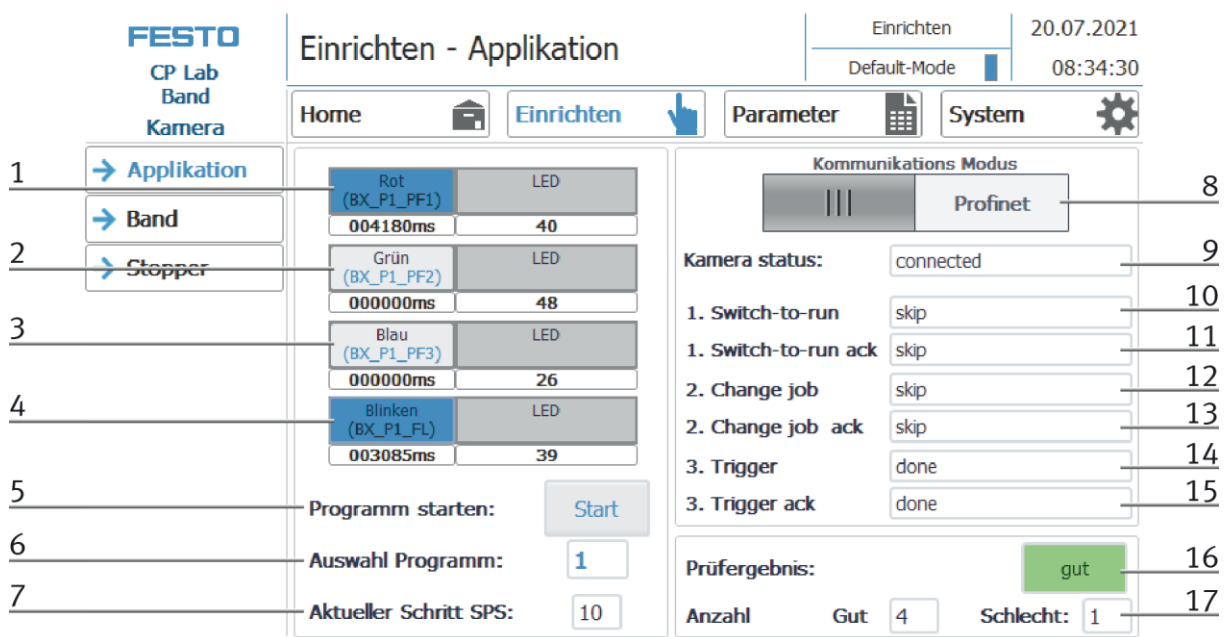 FESTO
CP Lab
Band
Kamera
Einrichten - Applikation
Einrichten
Default-Mode
20.07.2021
08:34:30
Home
Einrichten
Parameter
System
Applikation
Band
Stopper
1
2
3
4
5
6
7
Rot
(BX_P1_PF1)
LED
004180ms
40
Grün
(BX_P1_PF2)
LED
000000ms
48
Blau
(BX_P1_PF3)
LED
000000ms
26
Blinken
(BX_P1_FL)
LED
003085ms
39
Programm starten:
Start
Auswahl Programm:
1
Aktueller Schritt SPS:
10
Kommunikations Modus
Profinet
8
Kamera status:
connected
9
1. Switch-to-run
skip
10
1. Switch-to-run ack
skip
11
2. Change job
skip
12
2. Change job ack
skip
13
3. Trigger
done
14
3. Trigger ack
done
15
Prüfergebnis:
gut
16
Anzahl Gut 4 Schlecht: 1
17